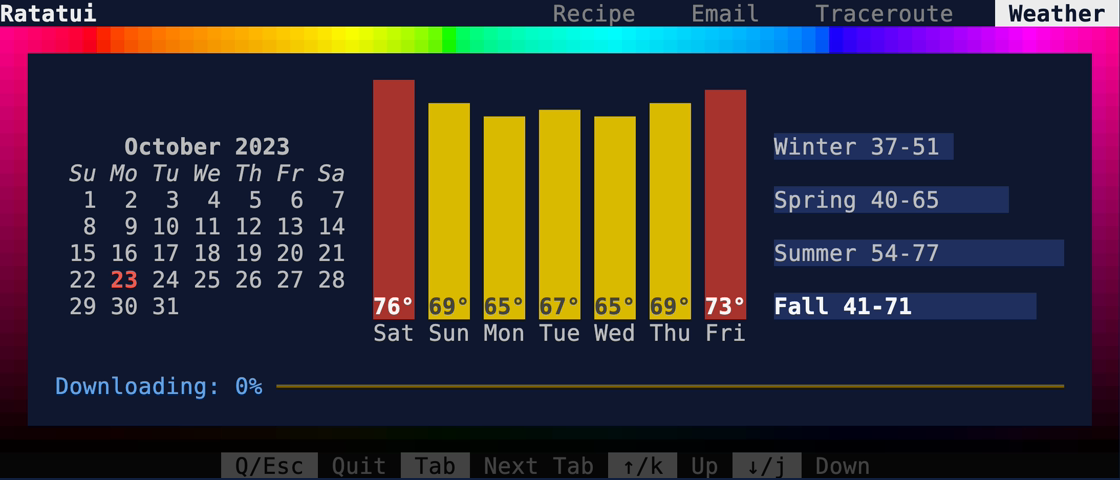 Ratatui Recipe Email Traceroute Weather
October 2023
Su Mo Tu We Th Fr Sa
1 2 3 4 5 6 7
8 9 10 11 12 13 14
15 16 17 18 19 20 21
22 23 24 25 26 27 28
29 30 31
76° 69° 65° 67° 65° 69° 73°
Sat Sun Mon Tue Wed Thu Fri
Winter 37-51
Spring 40-65
Summer 54-77
Fall 41-71
Downloading: 0%
Q/Esc Quit Tab Next Tab ↑/k Up ↓/j Down